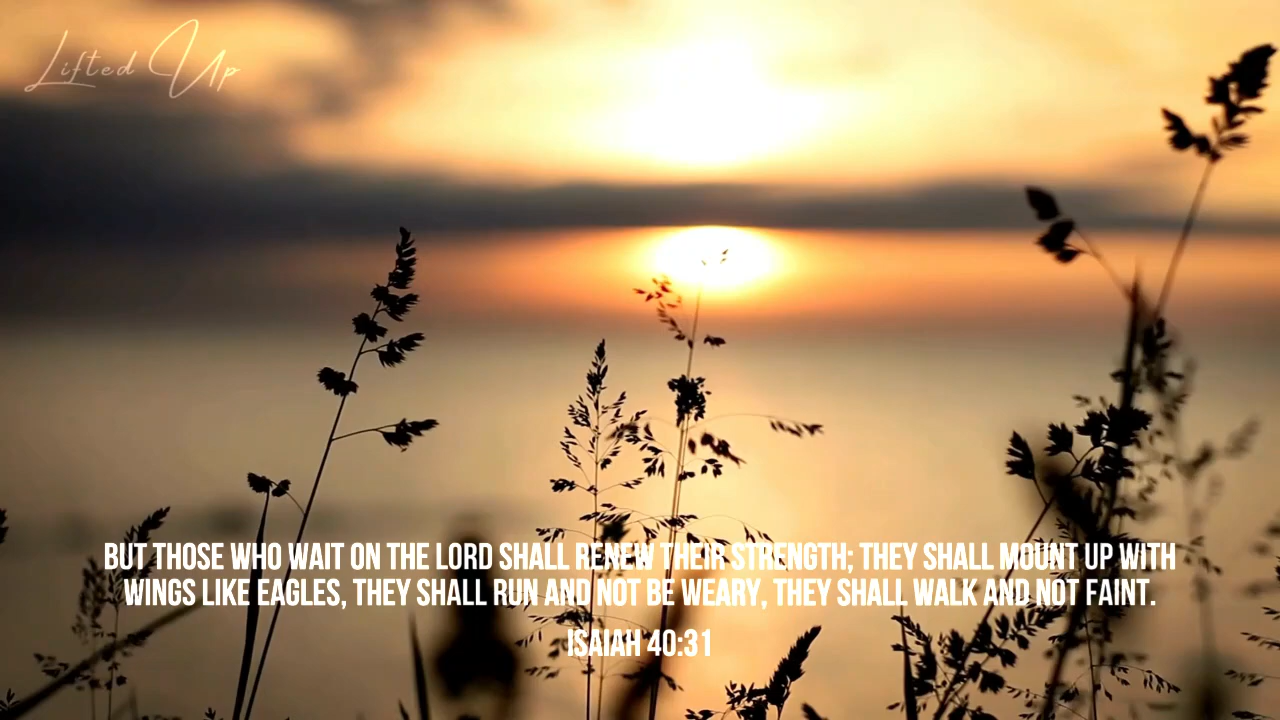 Lifted Up
BUT THOSE WHO WAIT ON THE LORD SHALL RENEW THEIR STRENGTH; THEY SHALL MOUNT UP WITH
WINGS LIKE EAGLES, THEY SHALL RUN AND NOT BE WEARY, THEY SHALL WALK AND NOT FAINT.
ISAIAH 40:31